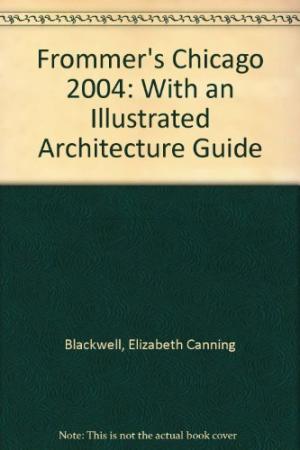 Frommer's Chicago
2004: With an
Illustrated
Architecture Guide
Blackwell, Elizabeth Canning
Note: This is not the actual book cover